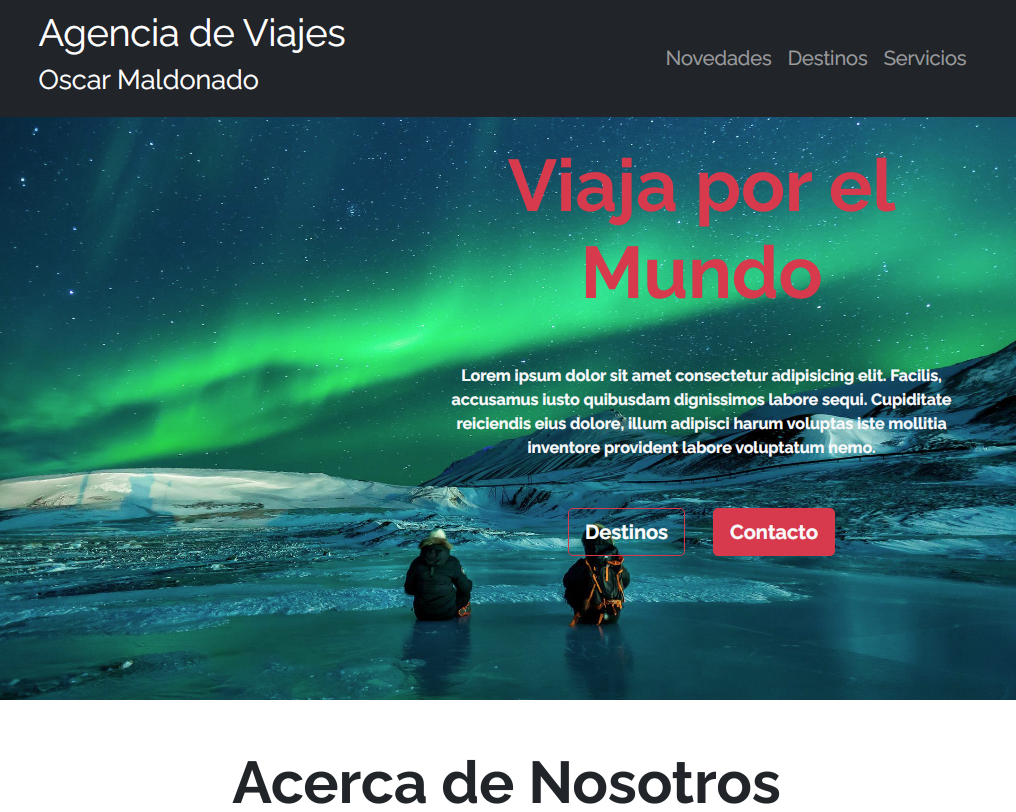 Agencia de Viajes
Oscar Maldonado
Novedades Destinos Servicios
Viaja por el
Mundo
Lorem ipsum dolor sit amet consectetur adipisicing elit. Facilis,
accusamus iusto quibusdam dignissimos labore sequi. Cupiditate
reiciendis eius dolore, illum adipisci harum voluptas iste mollitia
inventore provident labore voluptatum nemo.
Destinos Contacto
Acerca de Nosotros